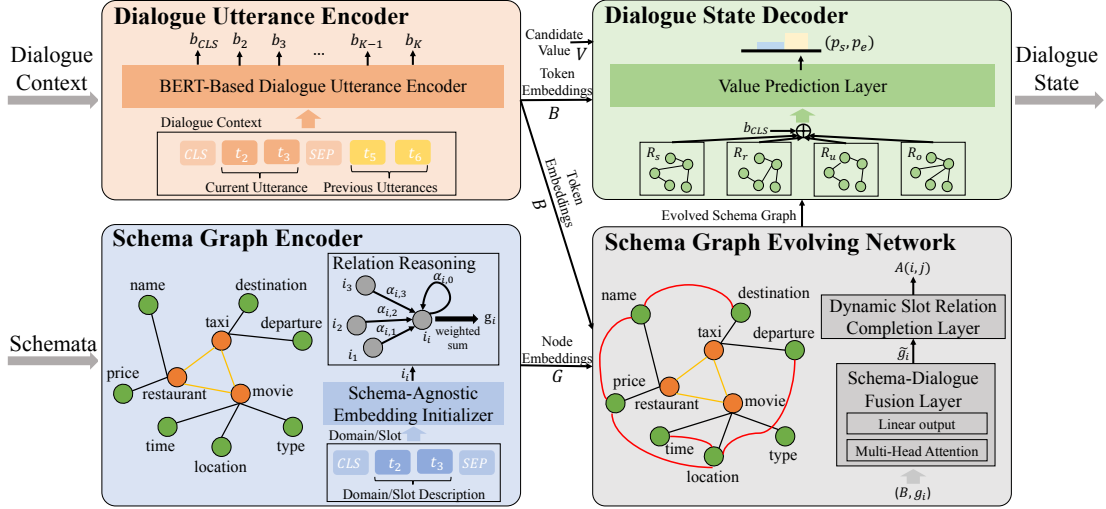 Dialogue Context
Dialogue Utterance Encoder
b_CLS b_2 b_3 ... b_{K-1} b_K
BERT-Based Dialogue Utterance Encoder
Dialogue Context
CLS t_2 t_3 SEP t_5 t_6
Current Utterance Previous Utterances
Candidate
Value V
Token
Embeddings
B
Token
Embeddings
B
Dialogue State Decoder
(p_s, p_e)
Value Prediction Layer
b_CLS
R_s R_r R_u R_o
Dialogue
State
Evolved Schema Graph
Schemata
Schema Graph Encoder
name
destination
taxi
departure
price
restaurant
movie
time
location
type
Relation Reasoning
i_3 α_{i,3} α_{i,0}
i_2 α_{i,2}
i_1 α_{i,1}
i_i
weighted
sum
g_i
i_i
Schema-Agnostic
Embedding Initializer
Domain/Slot
CLS t_2 t_3 SEP
Domain/Slot Description
Node
Embeddings
G
Schema Graph Evolving Network
name
destination
taxi
departure
price
restaurant
movie
time
location
type
A(i, j)
Dynamic Slot Relation
Completion Layer
g̃_i
Schema-Dialogue
Fusion Layer
Linear output
Multi-Head Attention
(B, g_i)